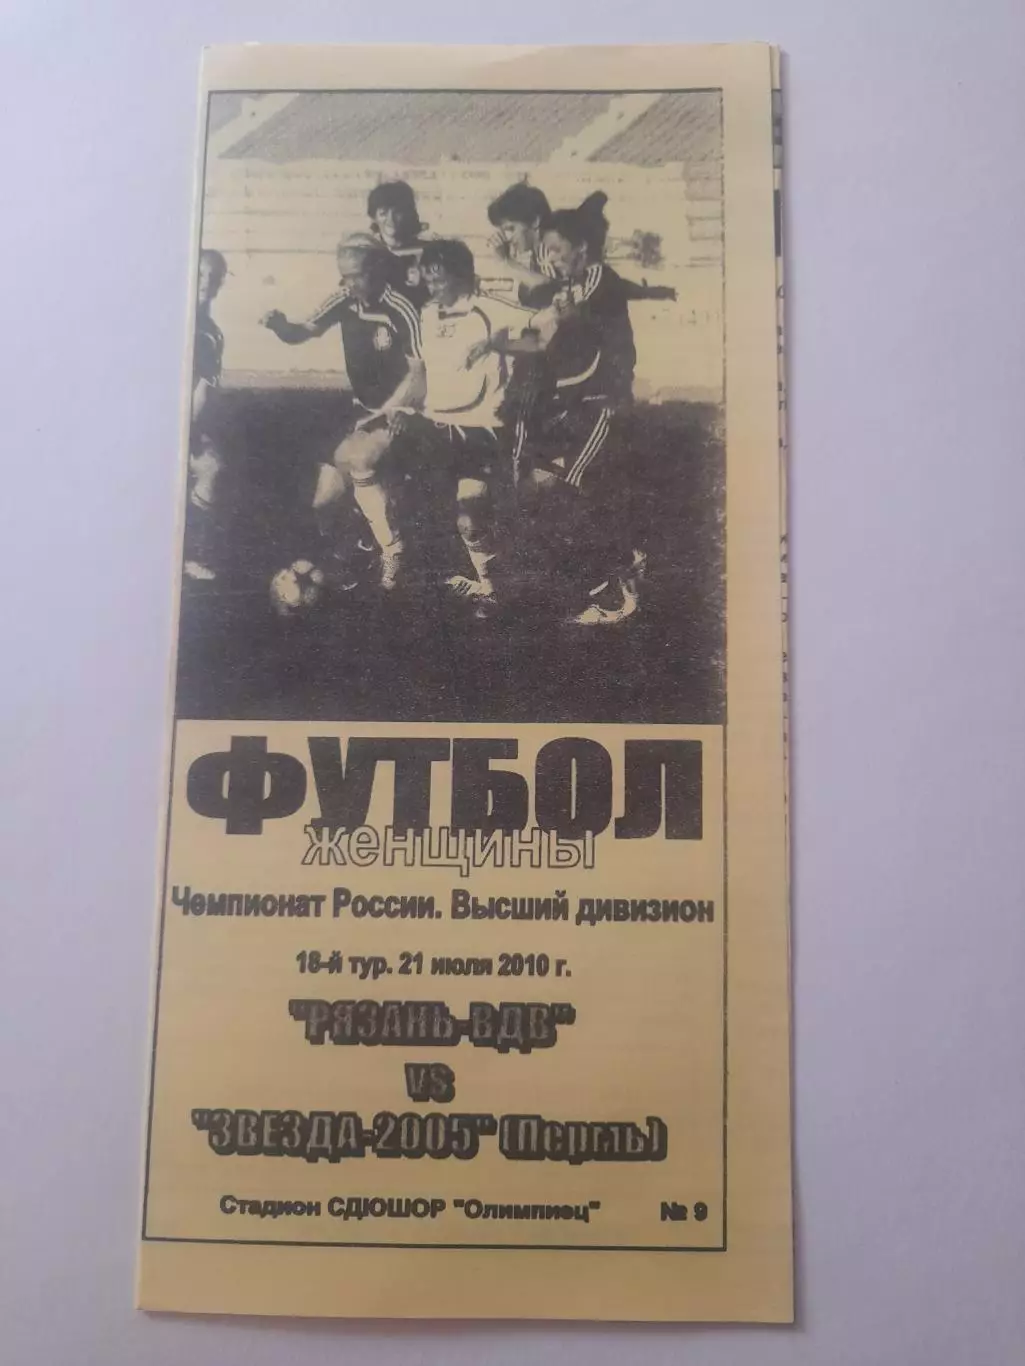 ФУТБОЛ
женщины
Чемпионат России. Высший дивизион
18-й тур. 21 июля 2010 г.
"РЯЗАНЬ-ВДВ"
vs
"ЗВЕЗДА-2005" (Пермь)
Стадион СДЮШОР "Олимпиец" № 9